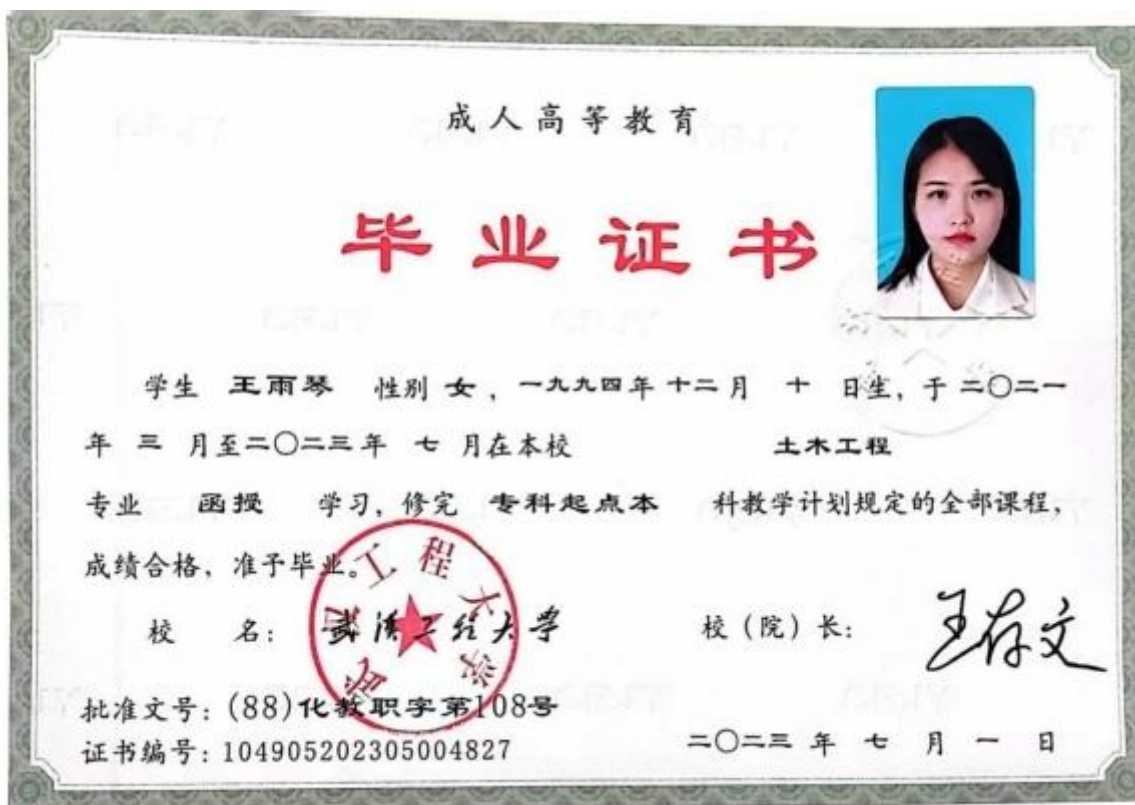 成人高等教育
毕业证书
学生 王雨琴 性别 女，一九九四年 十二月 十 日生，于 二〇二一
年 三 月至二〇二三年 七 月在本校 土木工程
专业 函授 学习，修完 专科起点本 科教学计划规定的全部课程，
成绩合格，准予毕业。
校 名： 武汉工程大学 校（院）长： 王存文
武汉工程大学
批准文号：(88)化教职字第108号
证书编号：104905202305004827 二〇二三 年 七 月 一 日